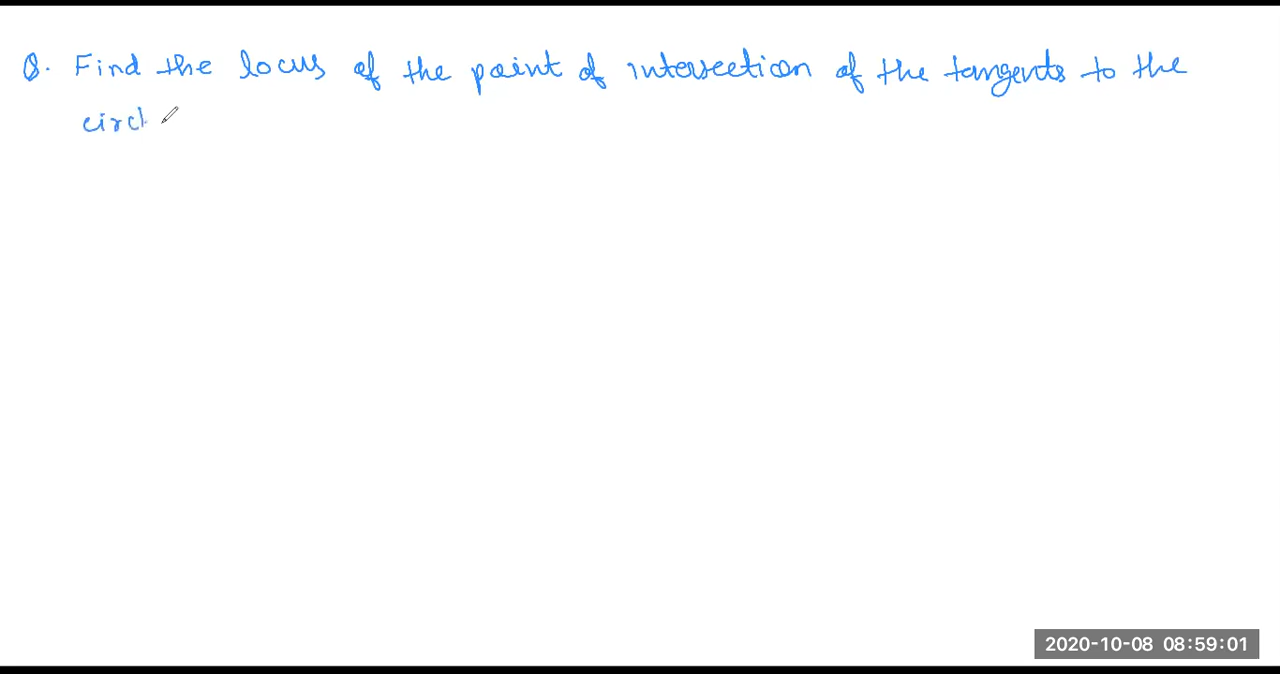 Q. Find the locus of the point of intersection of the tangents to the
circl
2020-10-08 08:59:01